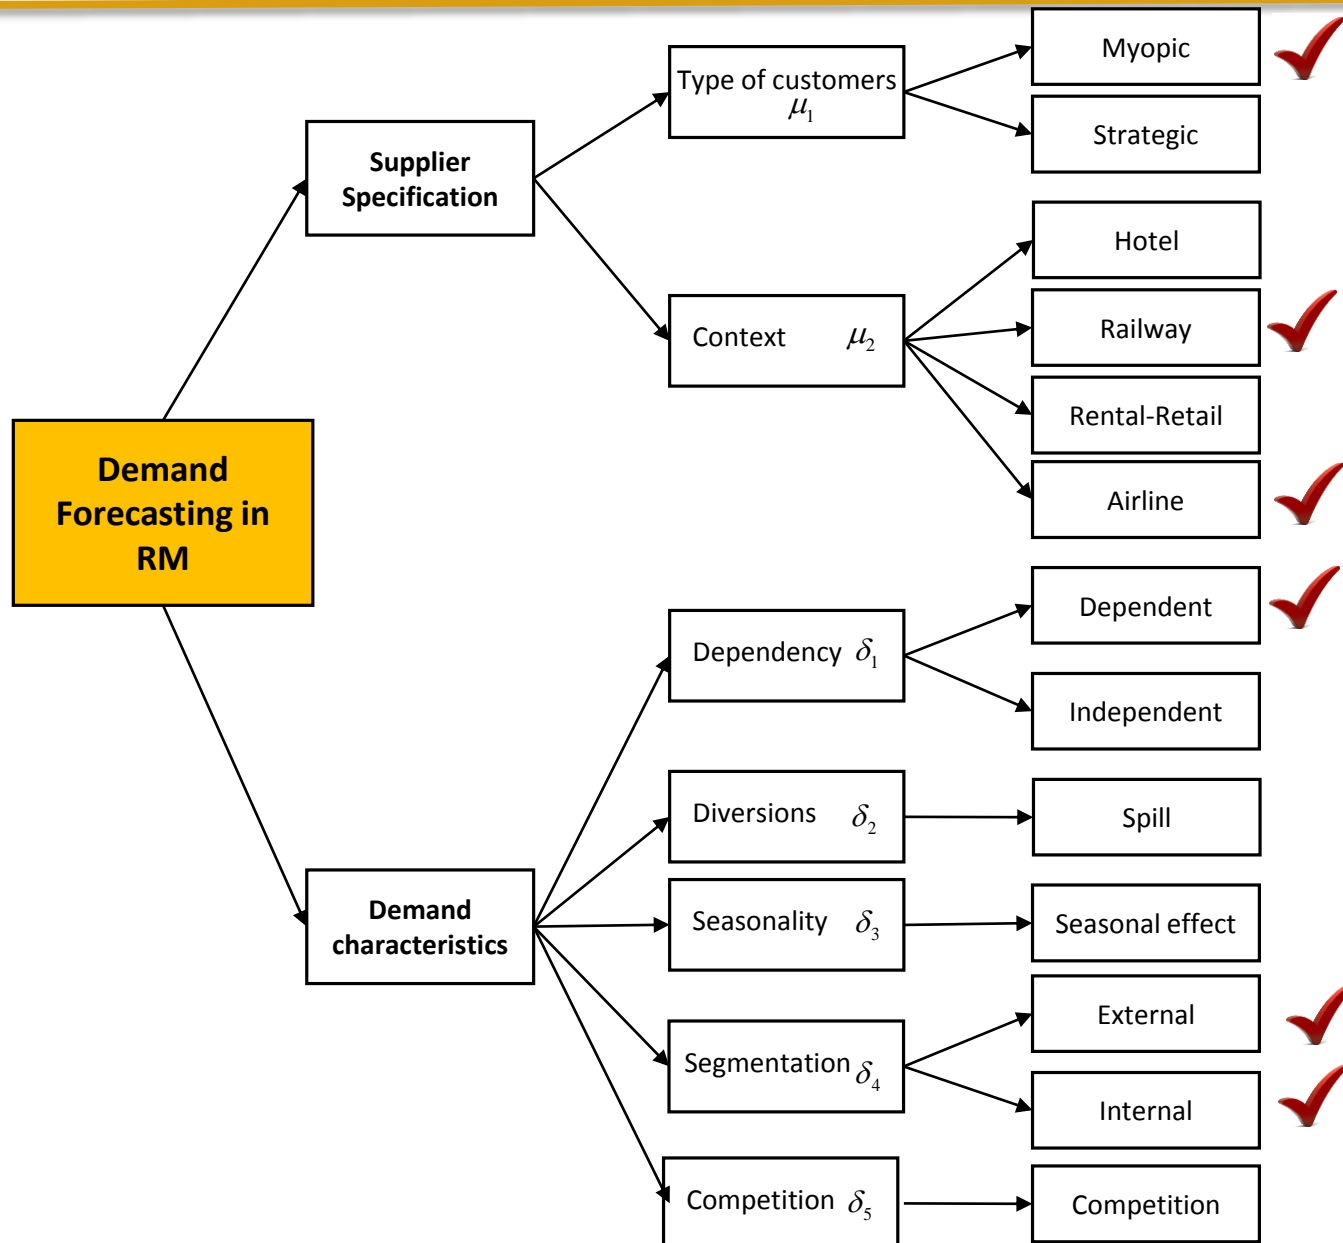 Demand
Forecasting in
RM
Supplier
Specification
Type of customers
μ₁
Myopic
Strategic
Context μ₂
Hotel
Railway
Rental-Retail
Airline
Demand
characteristics
Dependency δ₁
Dependent
Independent
Diversions δ₂
Spill
Seasonality δ₃
Seasonal effect
Segmentation δ₄
External
Internal
Competition δ₅
Competition